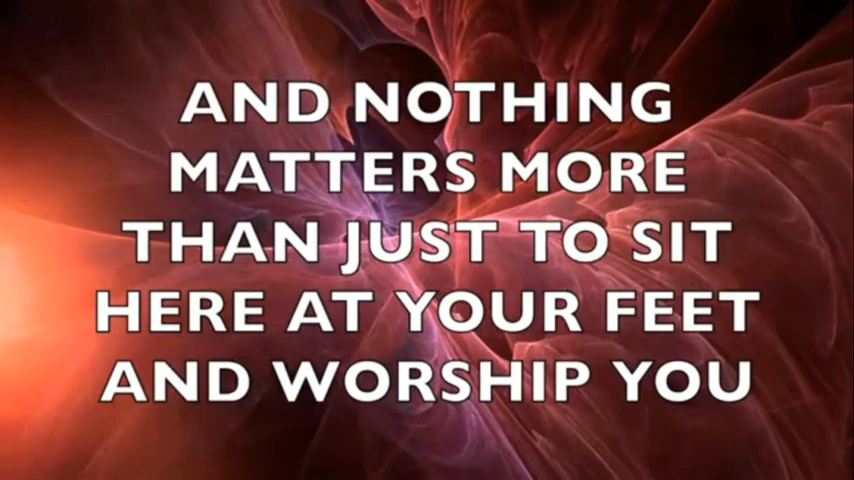 AND NOTHING
MATTERS MORE
THAN JUST TO SIT
HERE AT YOUR FEET
AND WORSHIP YOU